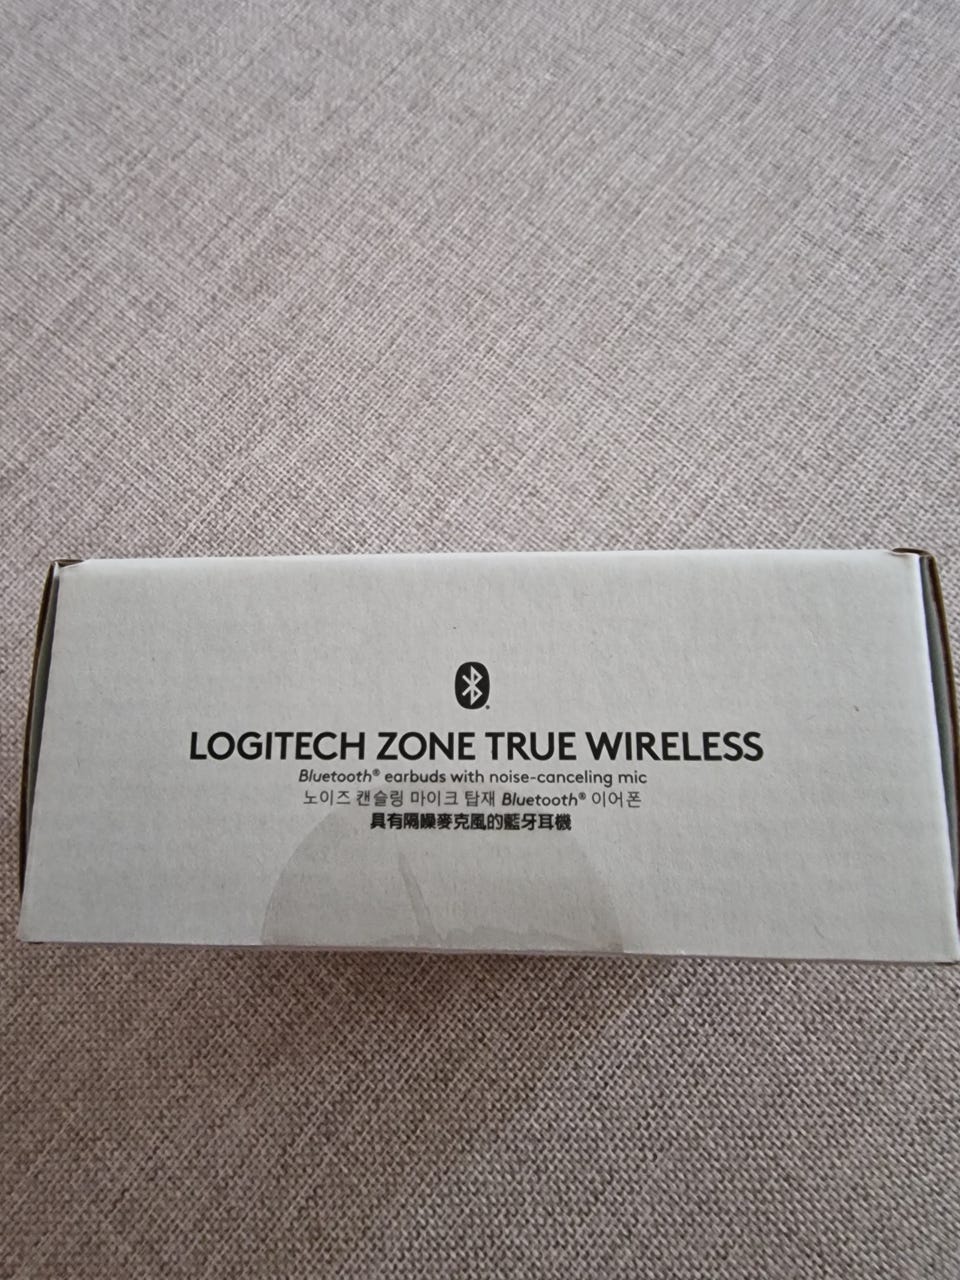 LOGITECH ZONE TRUE WIRELESS
Bluetooth® earbuds with noise-canceling mic
노이즈 캔슬링 마이크 탑재 Bluetooth® 이어폰
具有隔噪麥克風的藍牙耳機